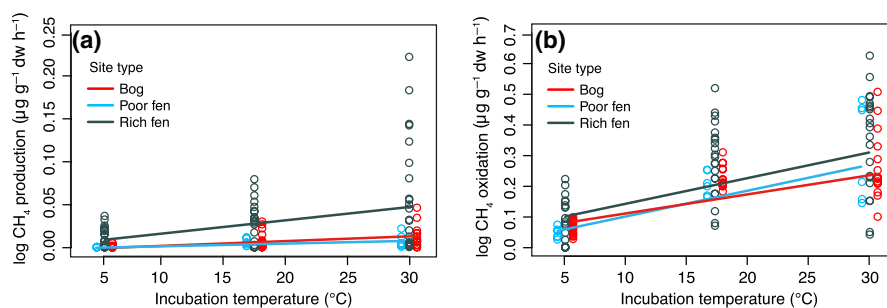 (a)
log CH₄ production (µg g⁻¹ dw h⁻¹)
0.25
0.20
0.15
0.10
0.05
0.00
Site type
Bog
Poor fen
Rich fen
5 10 15 20 25 30
Incubation temperature (°C)
(b)
log CH₄ oxidation (µg g⁻¹ dw h⁻¹)
0.7
0.6
0.5
0.4
0.3
0.2
0.1
0.0
Site type
Bog
Poor fen
Rich fen
5 10 15 20 25 30
Incubation temperature (°C)